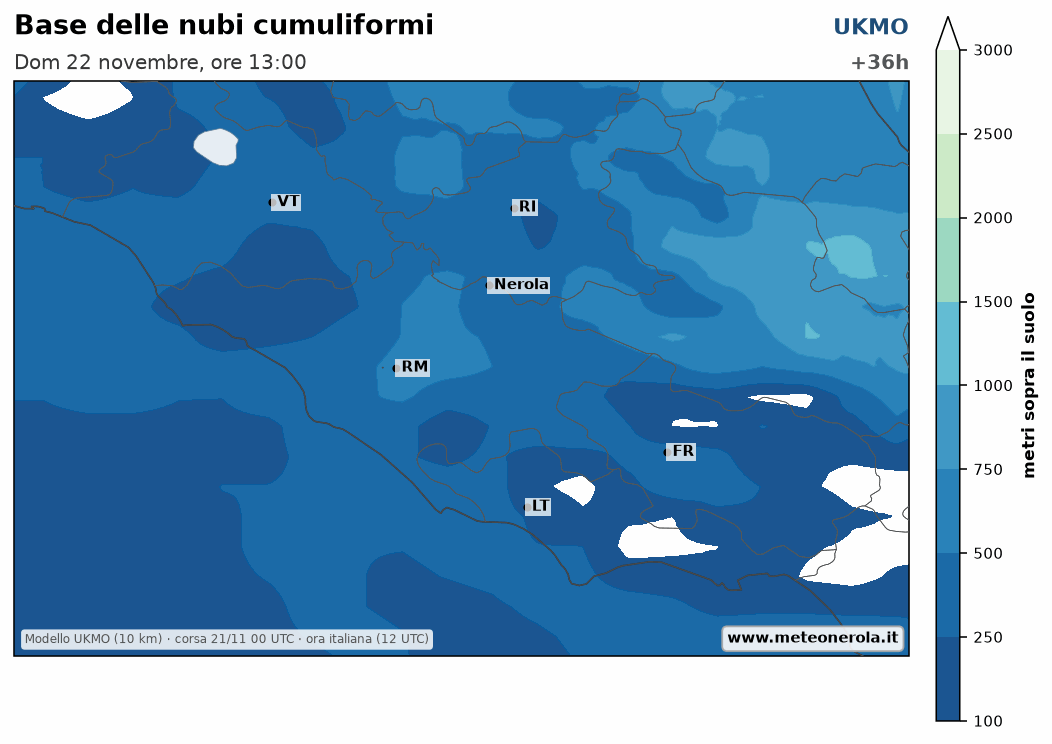 Base delle nubi cumuliformi
UKMO
Dom 22 novembre, ore 13:00
+36h
VT
RI
Nerola
RM
FR
LT
3000
2500
2000
1500
1000
750
500
250
100
metri sopra il suolo
Modello UKMO (10 km) · corsa 21/11 00 UTC · ora italiana (12 UTC)
www.meteonerola.it